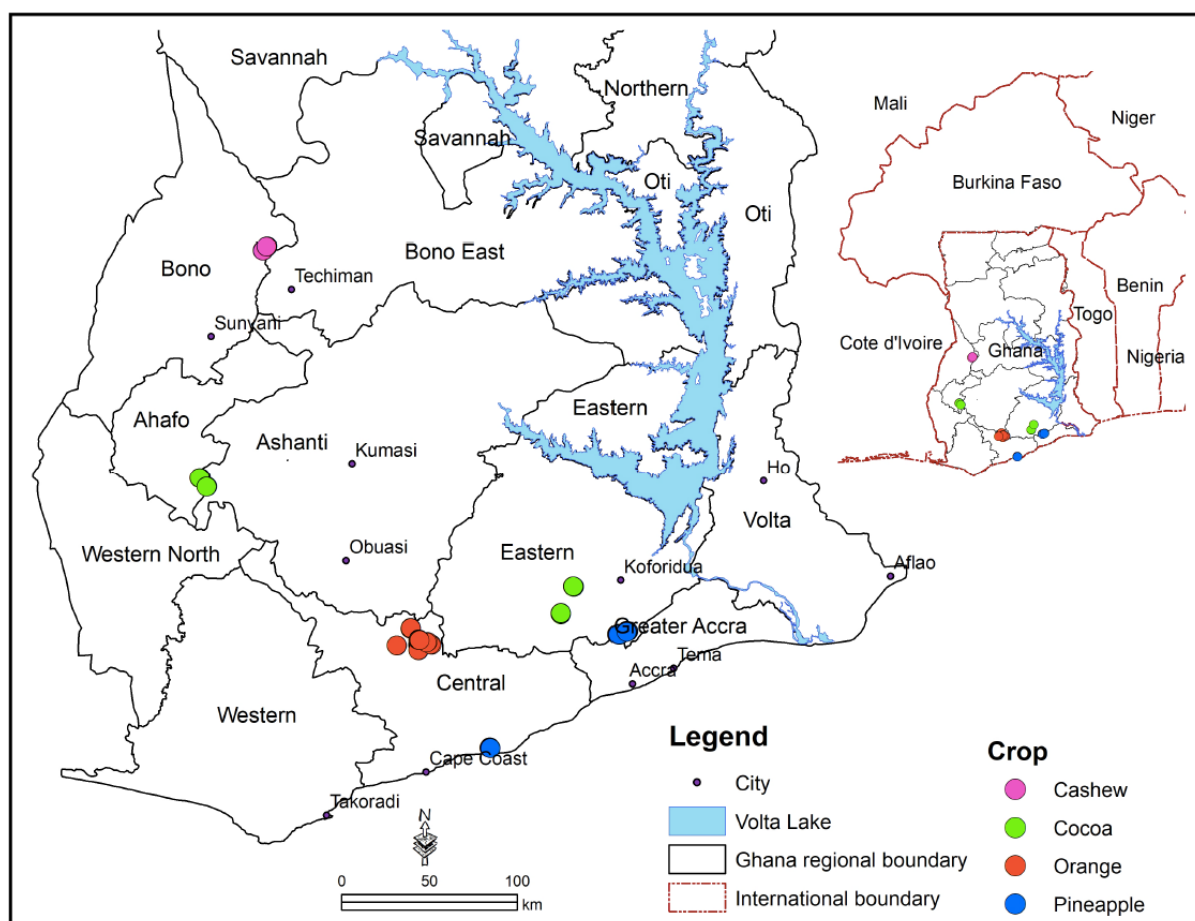 Savannah
Northern
Savannah
Oti
Oti
Bono
Bono East
Techiman
Sunyani
Ahafo
Eastern
Ashanti
Kumasi
Ho
Volta
Western North
Obuasi
Eastern
Koforidua
Aflao
Greater Accra
Tema
Accra
Central
Western
Cape Coast
Takoradi
N
0 50 100
km
Mali
Niger
Burkina Faso
Benin
Togo
Cote d'Ivoire
Ghana
Nigeria
Legend
City
Volta Lake
Ghana regional boundary
International boundary
Crop
Cashew
Cocoa
Orange
Pineapple